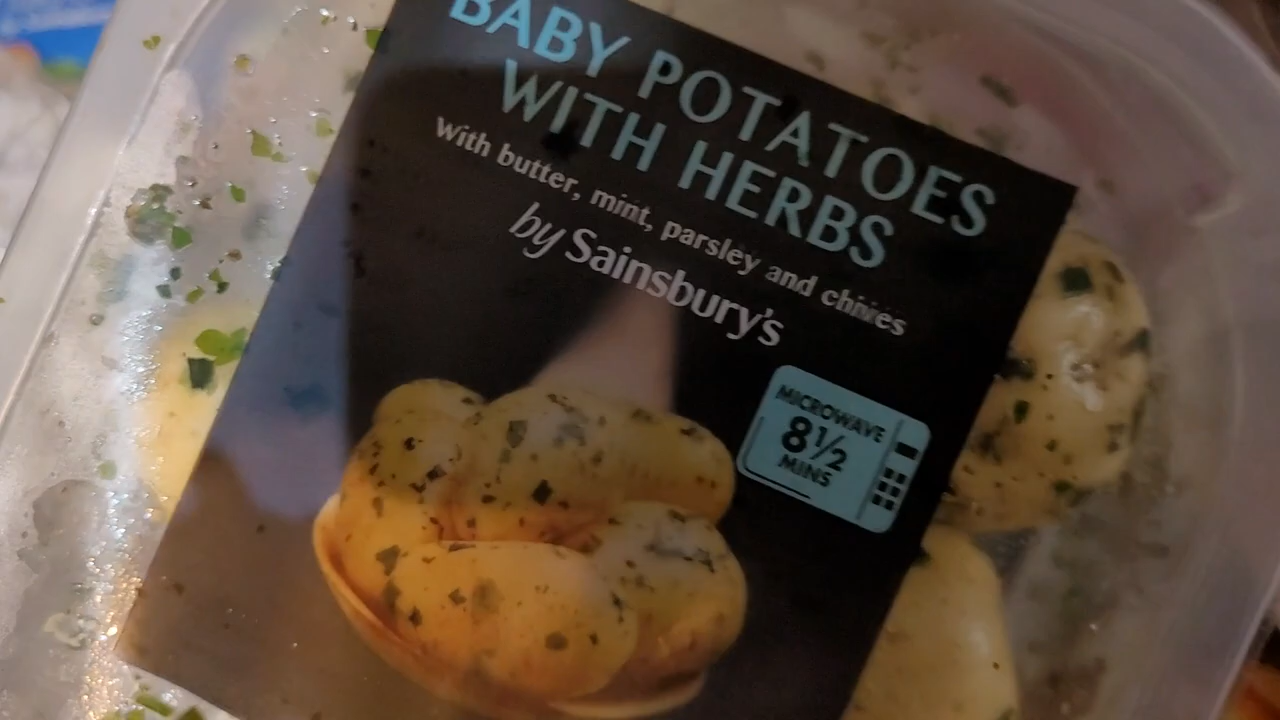 BABY POTATOES
WITH HERBS
With butter, mint, parsley and chives
by Sainsbury's
MICROWAVE
8½
MINS